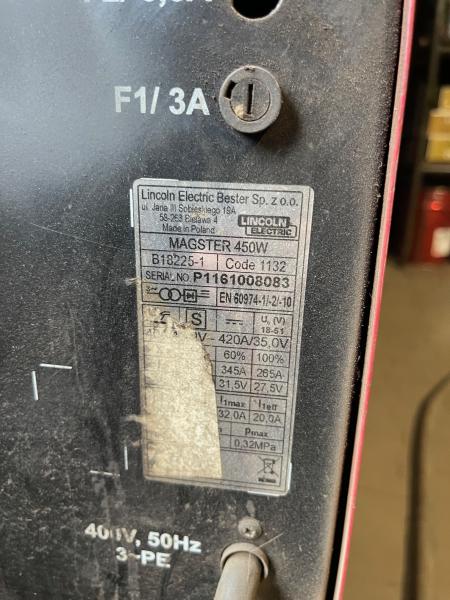 F1/ 3A
Lincoln Electric Bester Sp. z o.o.
ul. Jana III Sobieskiego 19A
58-263 Bielawa 4
Made in Poland
LINCOLN ELECTRIC
MAGSTER 450W
B18225-1 Code 1132
SERIAL NO. P1161008083
EN 60974-1/-2/-10
S U₀ (V)
18-51
V~ 420A/35,0V
60% 100%
345A 265A
31,5V 27,5V
I1max I1eff
32.0A 20,0A
pmax
0,32MPa
400V, 50Hz
3~PE